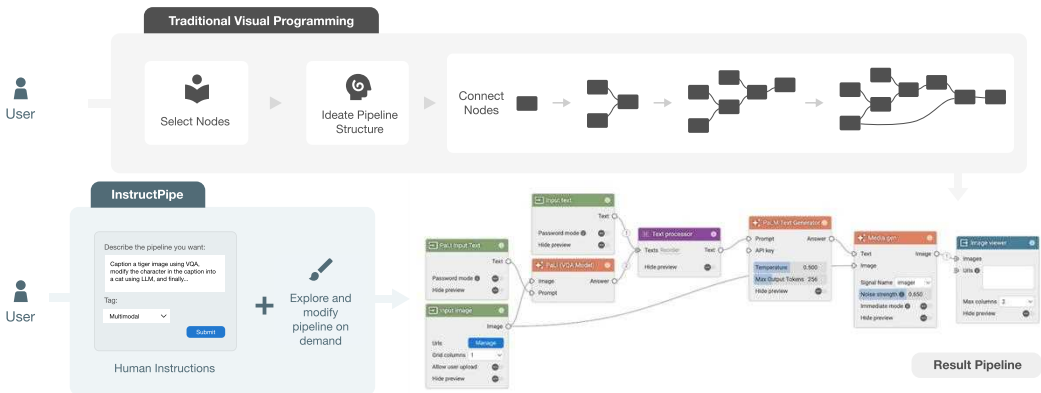 Traditional Visual Programming
User
Select Nodes
Ideate Pipeline
Structure
Connect
Nodes
InstructPipe
User
Describe the pipeline you want:
Caption a tiger image using VQA,
modify the character in the caption into
a cat using LLM, and finally...
Tag:
Multimodal
Submit
Human Instructions
+
Explore and
modify
pipeline on
demand
PaLI Input Text
Text
Password mode
Hide preview
Input image
Image
Urls
Manage
Grid columns 1
Allow user upload
Hide preview
Input text
Text
Password mode
Hide preview
PaLI (VQA Model)
Image
Answer
Prompt
Text processor
Texts Reorder
Text
Hide preview
PaLM Text Generator
Prompt
Answer
API key
Temperature 0.500
Max Output Tokens 256
Hide preview
Media gen
Text
Image
Image
Signal Name imager
Noise strength 0.650
Immediate mode
Hide preview
Image viewer
Images
Urls
Max columns 2
Hide preview
Result Pipeline